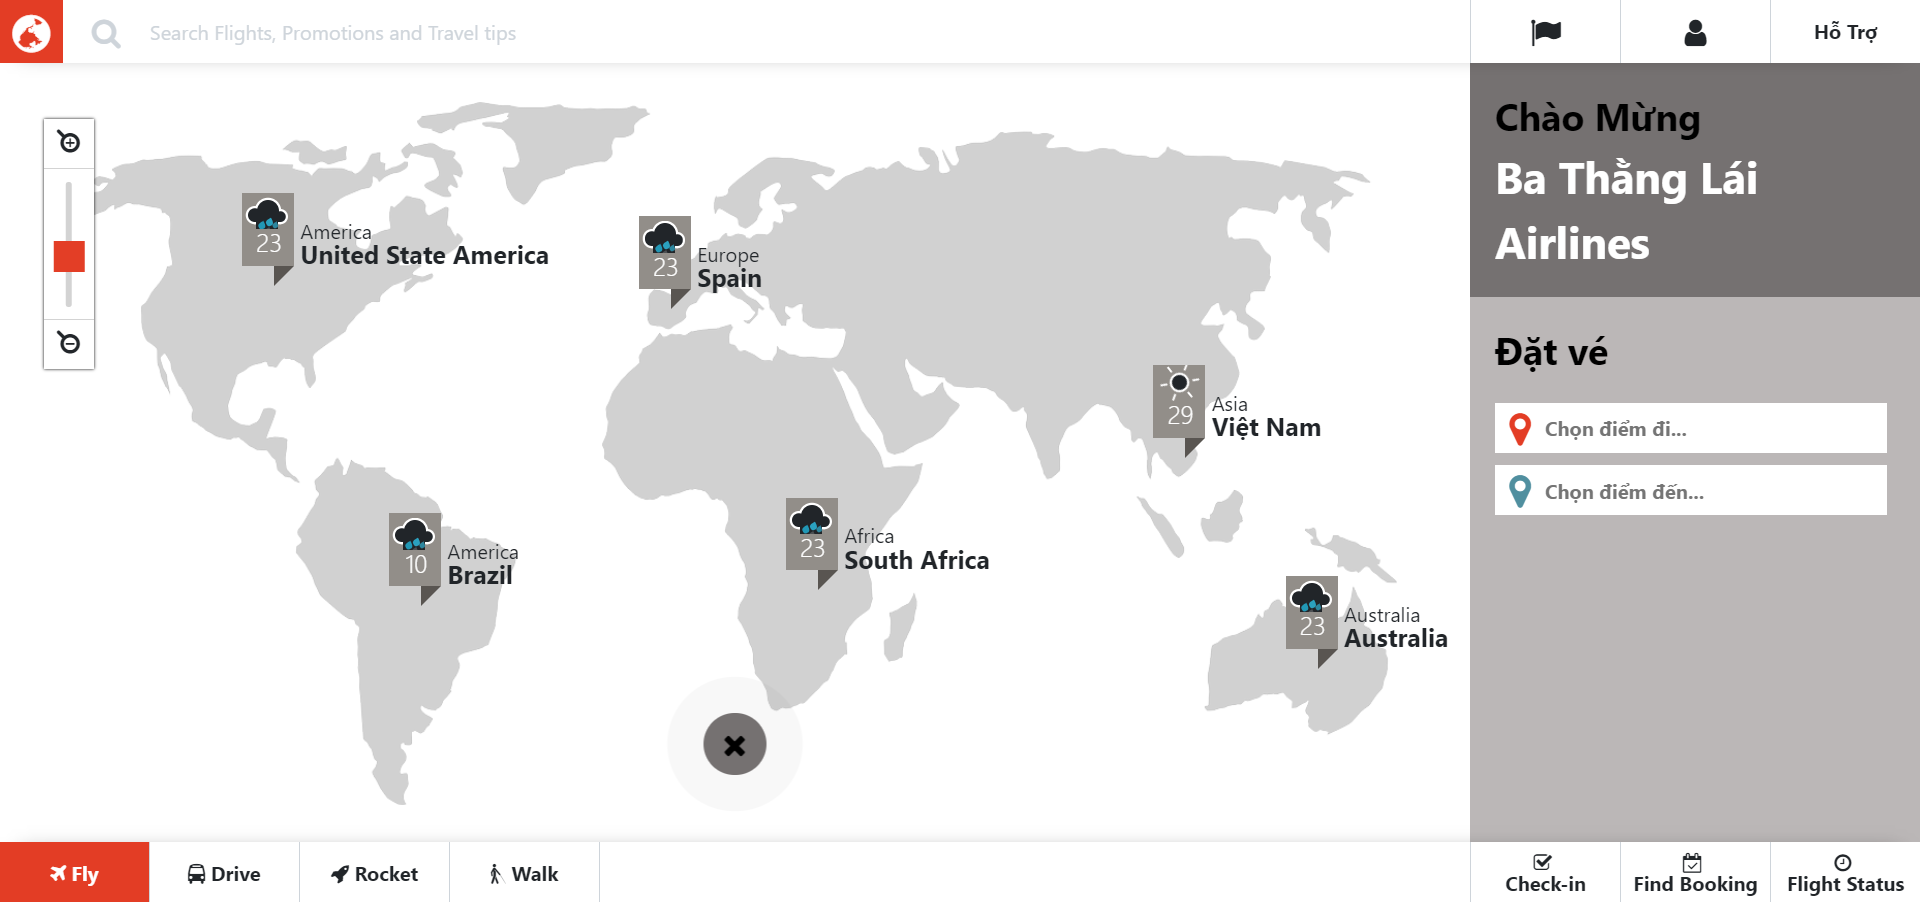 Search Flights, Promotions and Travel tips
Hỗ Trợ
Chào Mừng
Ba Thằng Lái
Airlines
Đặt vé
Chọn điểm đi...
Chọn điểm đến...
23
America
United State America
23
Europe
Spain
29
Asia
Việt Nam
10
America
Brazil
23
Africa
South Africa
23
Australia
Australia
Fly
Drive
Rocket
Walk
Check-in
Find Booking
Flight Status